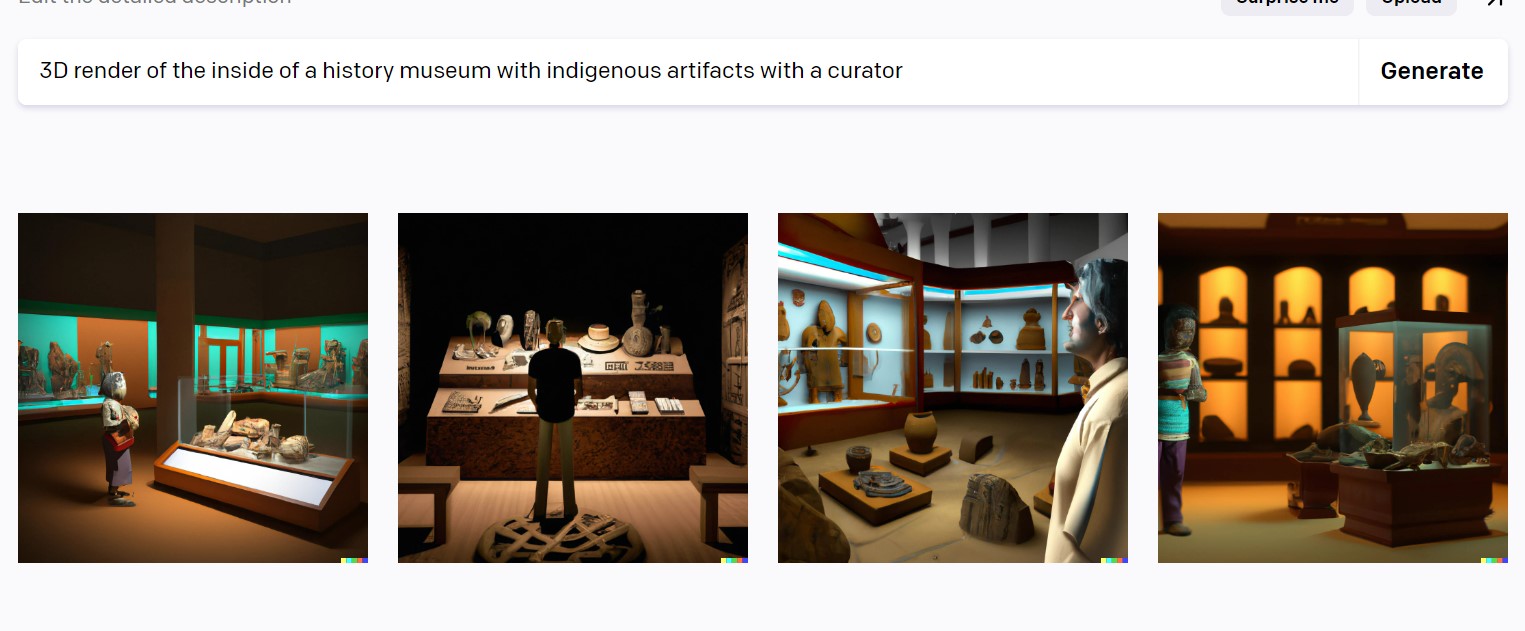 Edit the detailed description
Surprise me
Upload
3D render of the inside of a history museum with indigenous artifacts with a curator
Generate